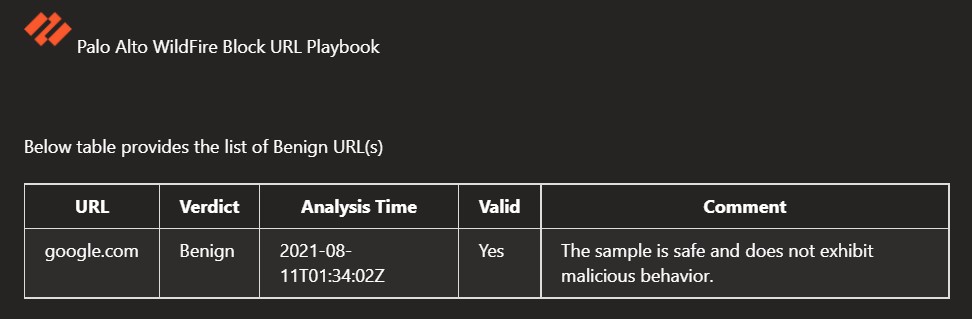 Palo Alto WildFire Block URL Playbook
Below table provides the list of Benign URL(s)
URL Verdict Analysis Time Valid Comment
google.com Benign 2021-08- Yes The sample is safe and does not exhibit
11T01:34:02Z malicious behavior.